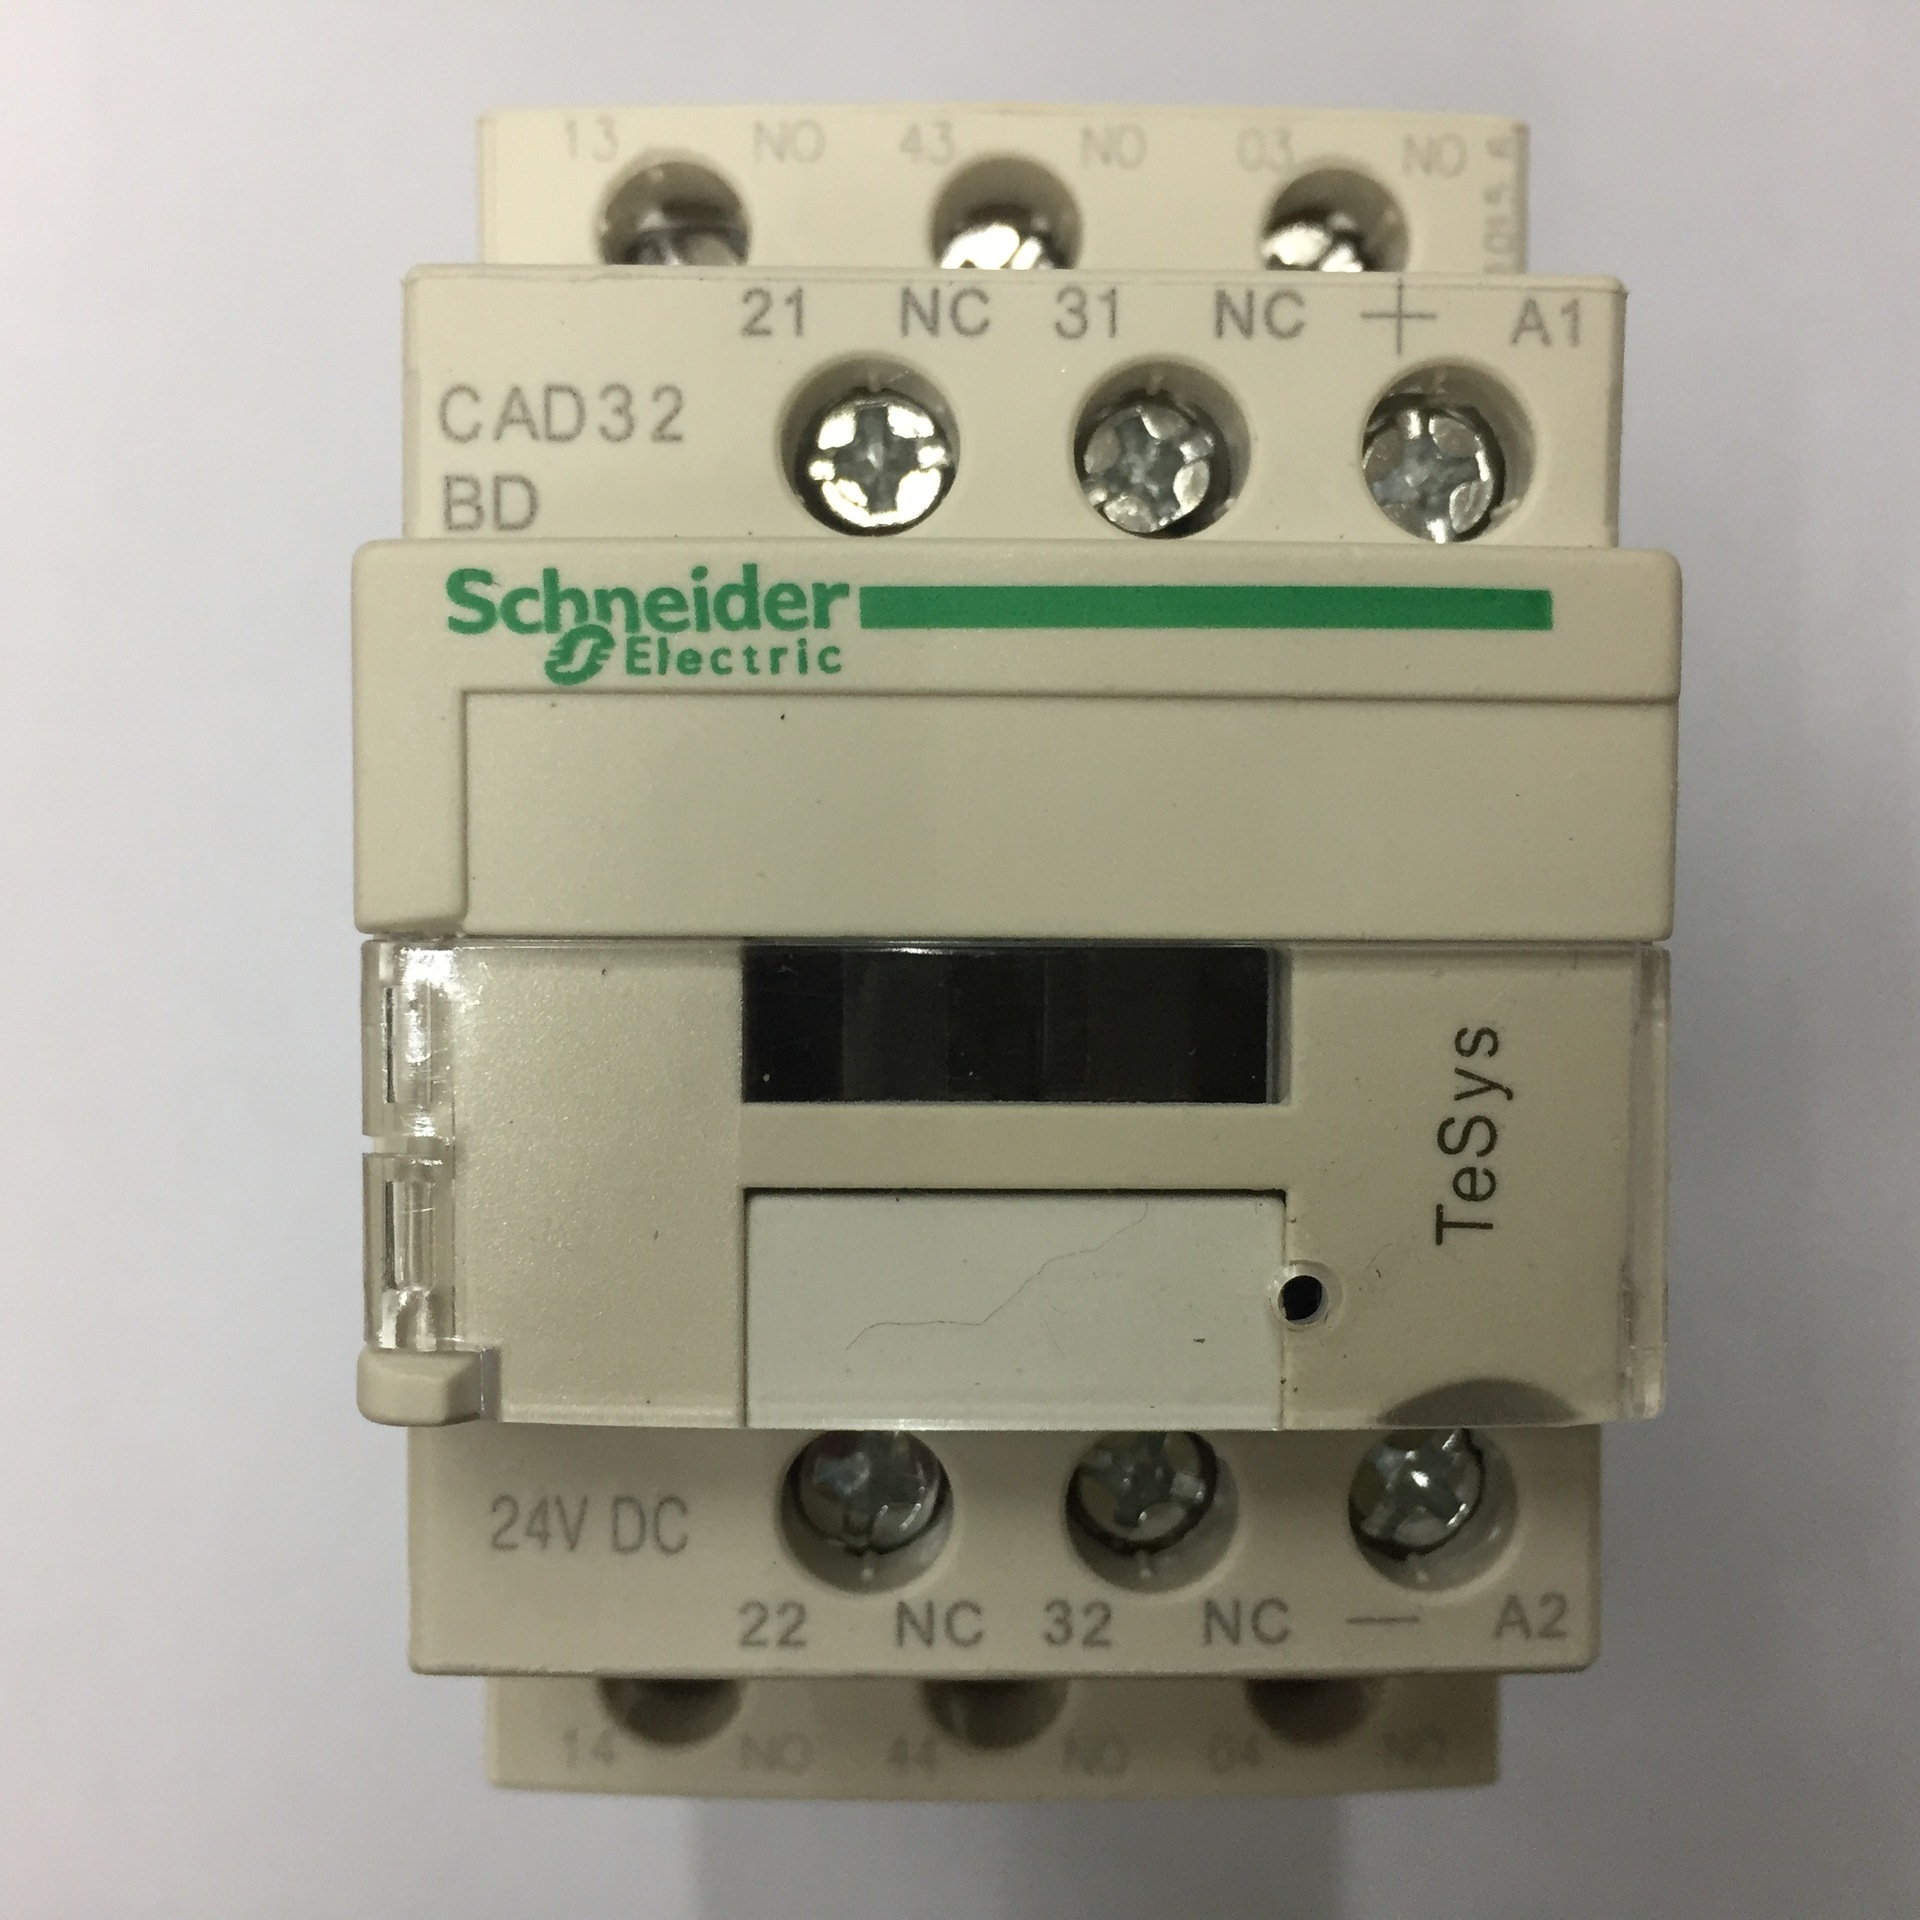 13 NO 43 NO 03 NO
21 NC 31 NC + A1
CAD32
BD
Schneider
Electric
TeSys
24V DC
22 NC 32 NC — A2
14 NO 44 NO 04 NO